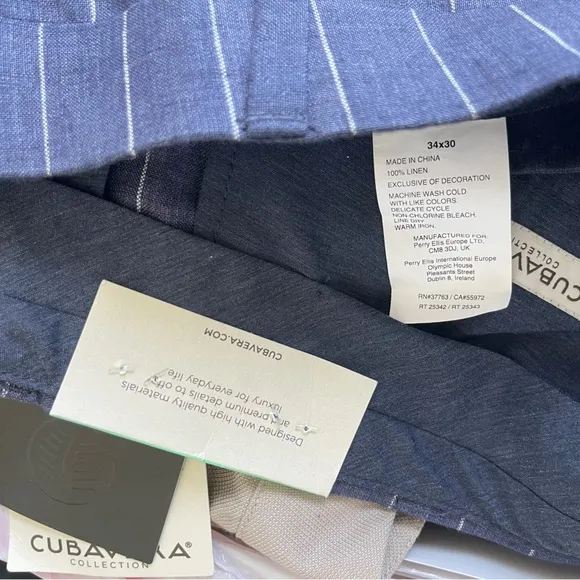 34x30
MADE IN CHINA
100% LINEN
EXCLUSIVE OF DECORATION
MACHINE WASH COLD
WITH LIKE COLORS
DELICATE CYCLE
NON-CHLORINE BLEACH,
LINE DRY
WARM IRON.
MANUFACTURED FOR:
Perry Ellis Europe LTD,
CM8 3DJ, UK
Perry Ellis International Europe
Olympic House
Pleasants Street
Dublin 8, Ireland
RN#37763 / CA#55972
RT 25342 / RT 25343
CUBAVERA
Designed with high quality materials
and premium details to offer
luxury for everyday life
CUBAVERA.COM
CUBAVERA
COLLECTION